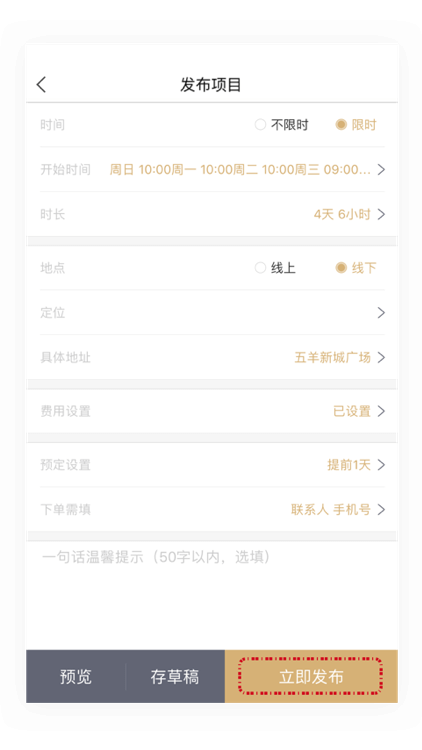 发布项目
时间 不限时 限时
开始时间 周日 10:00周一 10:00周二 10:00周三 09:00...
时长 4天 6小时
地点 线上 线下
定位
具体地址 五羊新城广场
费用设置 已设置
预定设置 提前1天
下单需填 联系人 手机号
一句话温馨提示（50字以内，选填）
预览 存草稿 立即发布